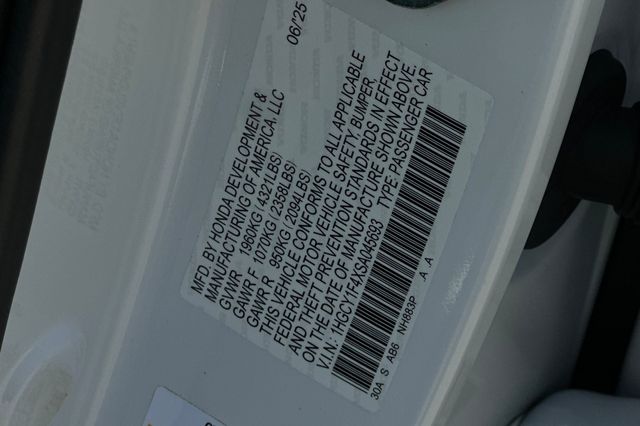 MFD. BY HONDA DEVELOPMENT & 06/25
MANUFACTURING OF AMERICA, LLC
GVWR 1960KG (4321LBS)
GAWR F 1070KG (2358LBS)
GAWR R 950KG (2094LBS)
THIS VEHICLE CONFORMS TO ALL APPLICABLE
FEDERAL MOTOR VEHICLE SAFETY, BUMPER,
AND THEFT PREVENTION STANDARDS IN EFFECT
ON THE DATE OF MANUFACTURE SHOWN ABOVE.
V.I.N.: 1HGCY1F4XSA045693 TYPE: PASSENGER CAR
30A S AB6 NH883P .A .A